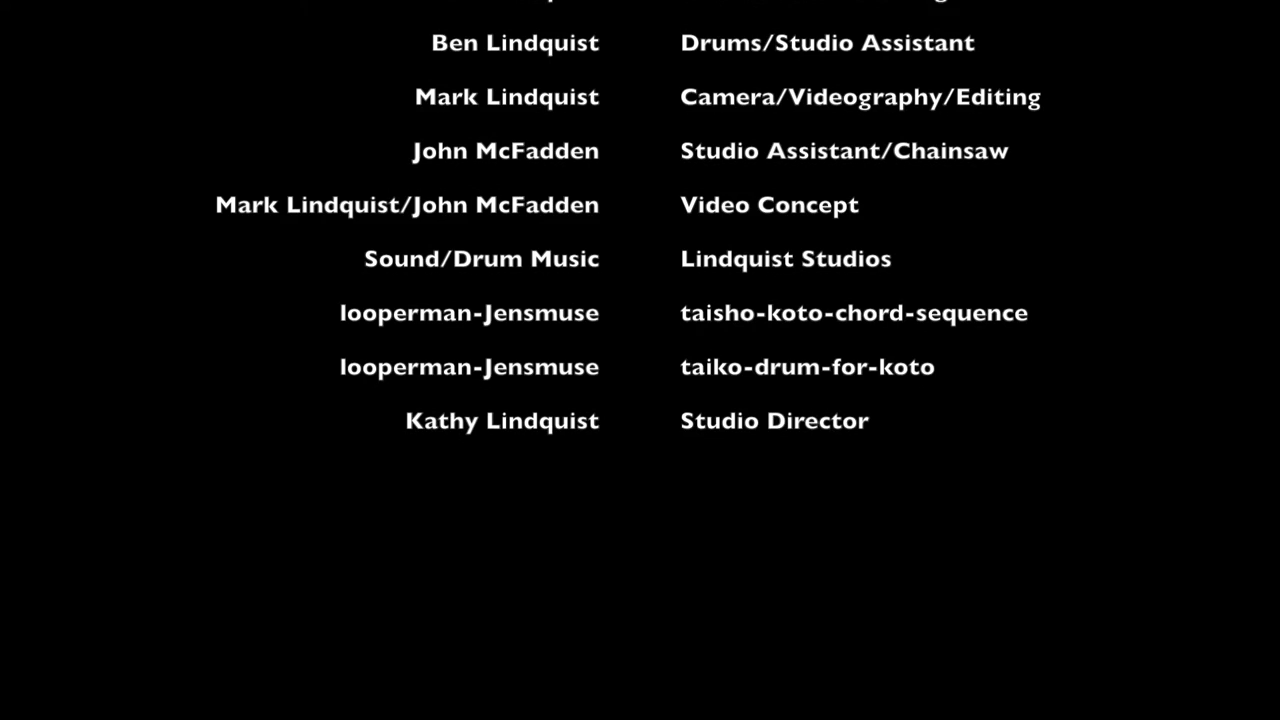 Ben Lindquist Drums/Studio Assistant
Mark Lindquist Camera/Videography/Editing
John McFadden Studio Assistant/Chainsaw
Mark Lindquist/John McFadden Video Concept
Sound/Drum Music Lindquist Studios
looperman-Jensmuse taisho-koto-chord-sequence
looperman-Jensmuse taiko-drum-for-koto
Kathy Lindquist Studio Director